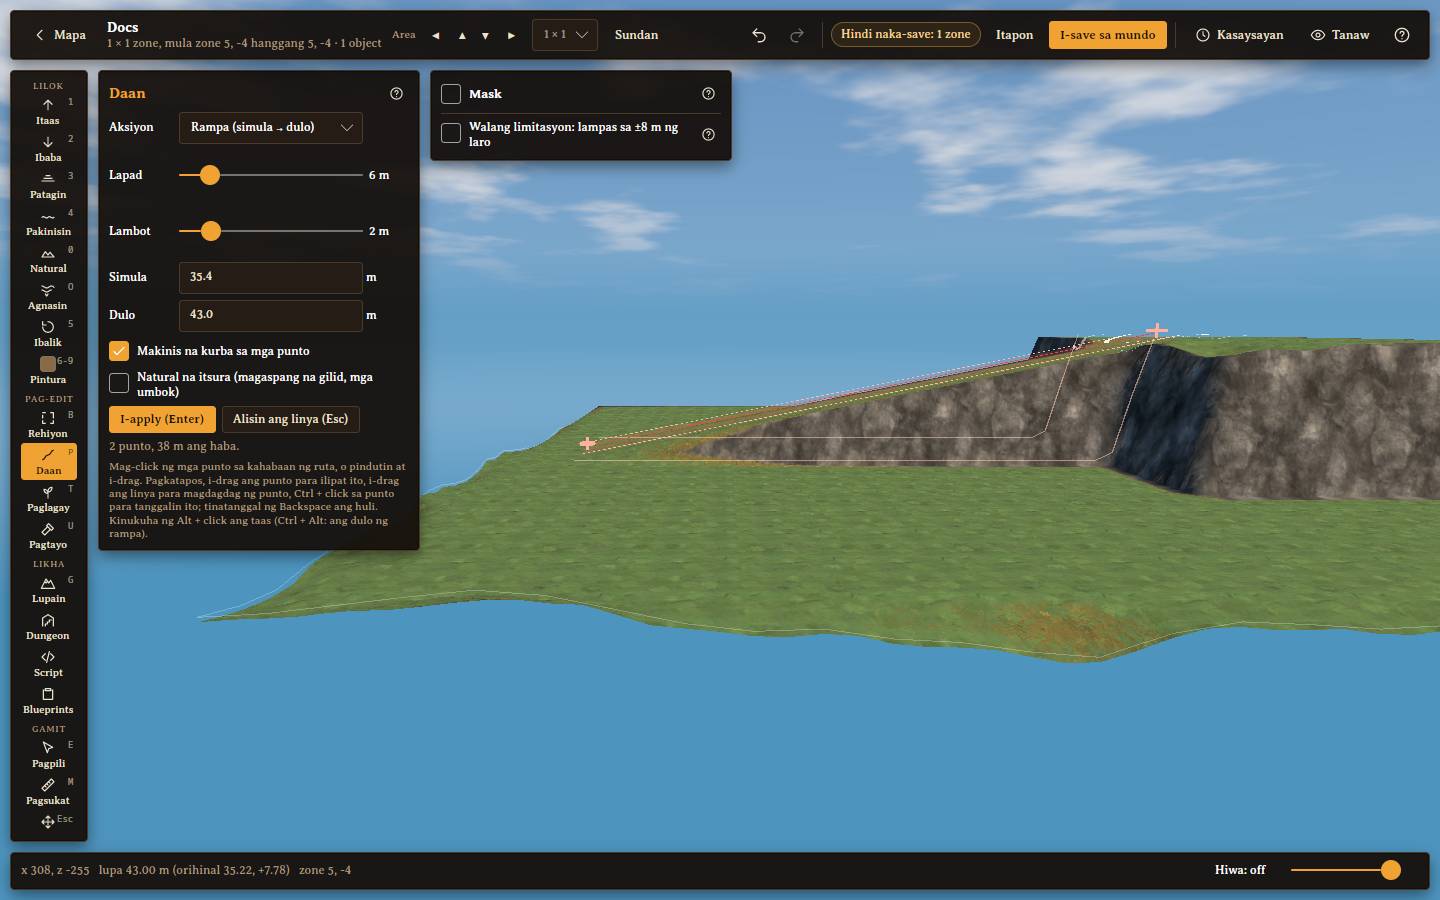 Mapa
Docs
1 × 1 zone, mula zone 5, -4 hanggang 5, -4 · 1 object
Area
1 × 1
Sundan
Hindi naka-save: 1 zone
Itapon
I-save sa mundo
Kasaysayan
Tanaw
LILOK
1
Itaas
2
Ibaba
3
Patagin
4
Pakinisin
0
Natural
O
Agnasin
5
Ibalik
6-9
Pintura
PAG-EDIT
B
Rehiyon
P
Daan
T
Paglagay
U
Pagtayo
LIKHA
G
Lupain
Dungeon
Script
Blueprints
GAMIT
E
Pagpili
M
Pagsukat
Esc
Daan
Aksiyon
Rampa (simula → dulo)
Lapad
6 m
Lambot
2 m
Simula
35.4
m
Dulo
43.0
m
Makinis na kurba sa mga punto
Natural na itsura (magaspang na gilid, mga
umbok)
I-apply (Enter)
Alisin ang linya (Esc)
2 punto, 38 m ang haba.
Mag-click ng mga punto sa kahabaan ng ruta, o pindutin at
i-drag. Pagkatapos, i-drag ang punto para ilipat ito, i-drag
ang linya para magdagdag ng punto, Ctrl + click sa punto
para tanggalin ito; tinatanggal ng Backspace ang huli.
Kinukuha ng Alt + click ang taas (Ctrl + Alt: ang dulo ng
rampa).
Mask
Walang limitasyon: lampas sa ±8 m ng
laro
x 308, z -255 lupa 43.00 m (orihinal 35.22, +7.78) zone 5, -4
Hiwa: off